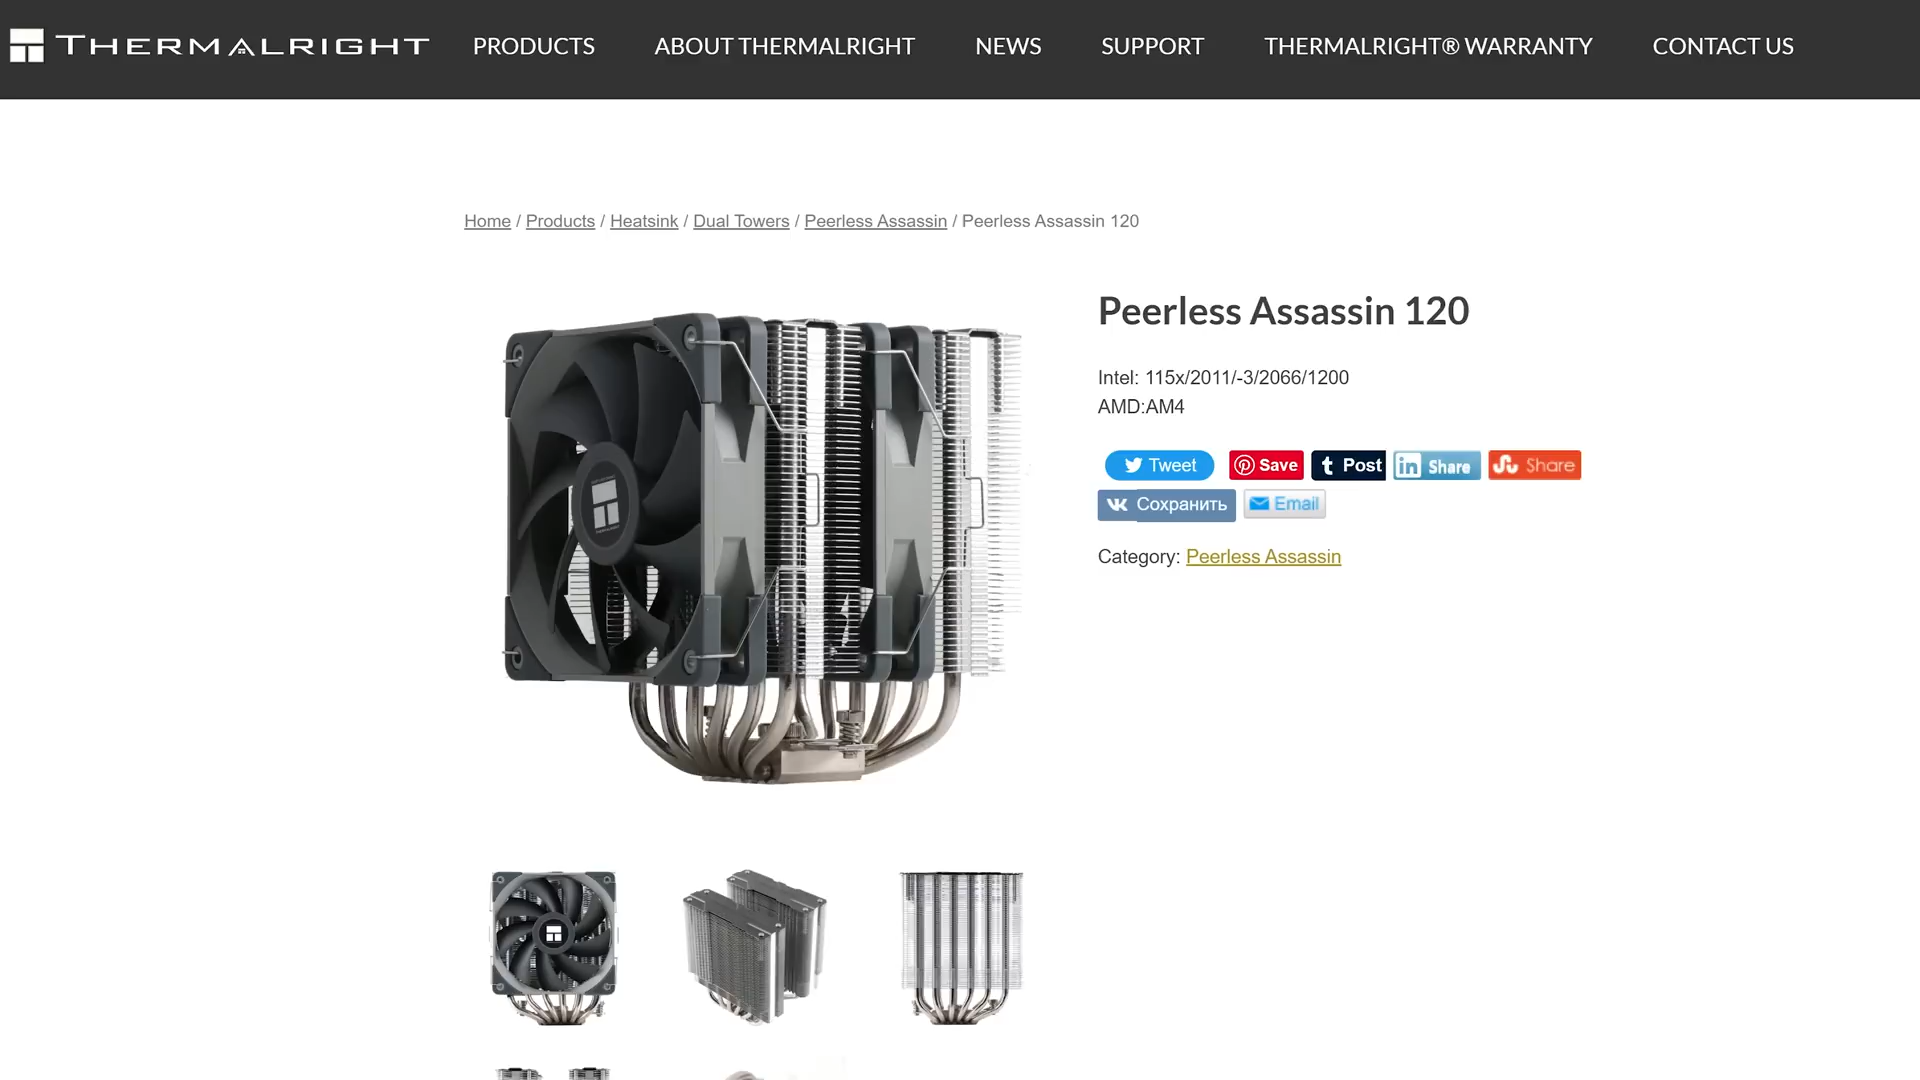 THERMALRIGHT PRODUCTS ABOUT THERMALRIGHT NEWS SUPPORT THERMALRIGHT® WARRANTY CONTACT US
Home / Products / Heatsink / Dual Towers / Peerless Assassin / Peerless Assassin 120
Peerless Assassin 120
Intel: 115x/2011/-3/2066/1200
AMD:AM4
Tweet Save Post Share Share
Сохранить Email
Category: Peerless Assassin